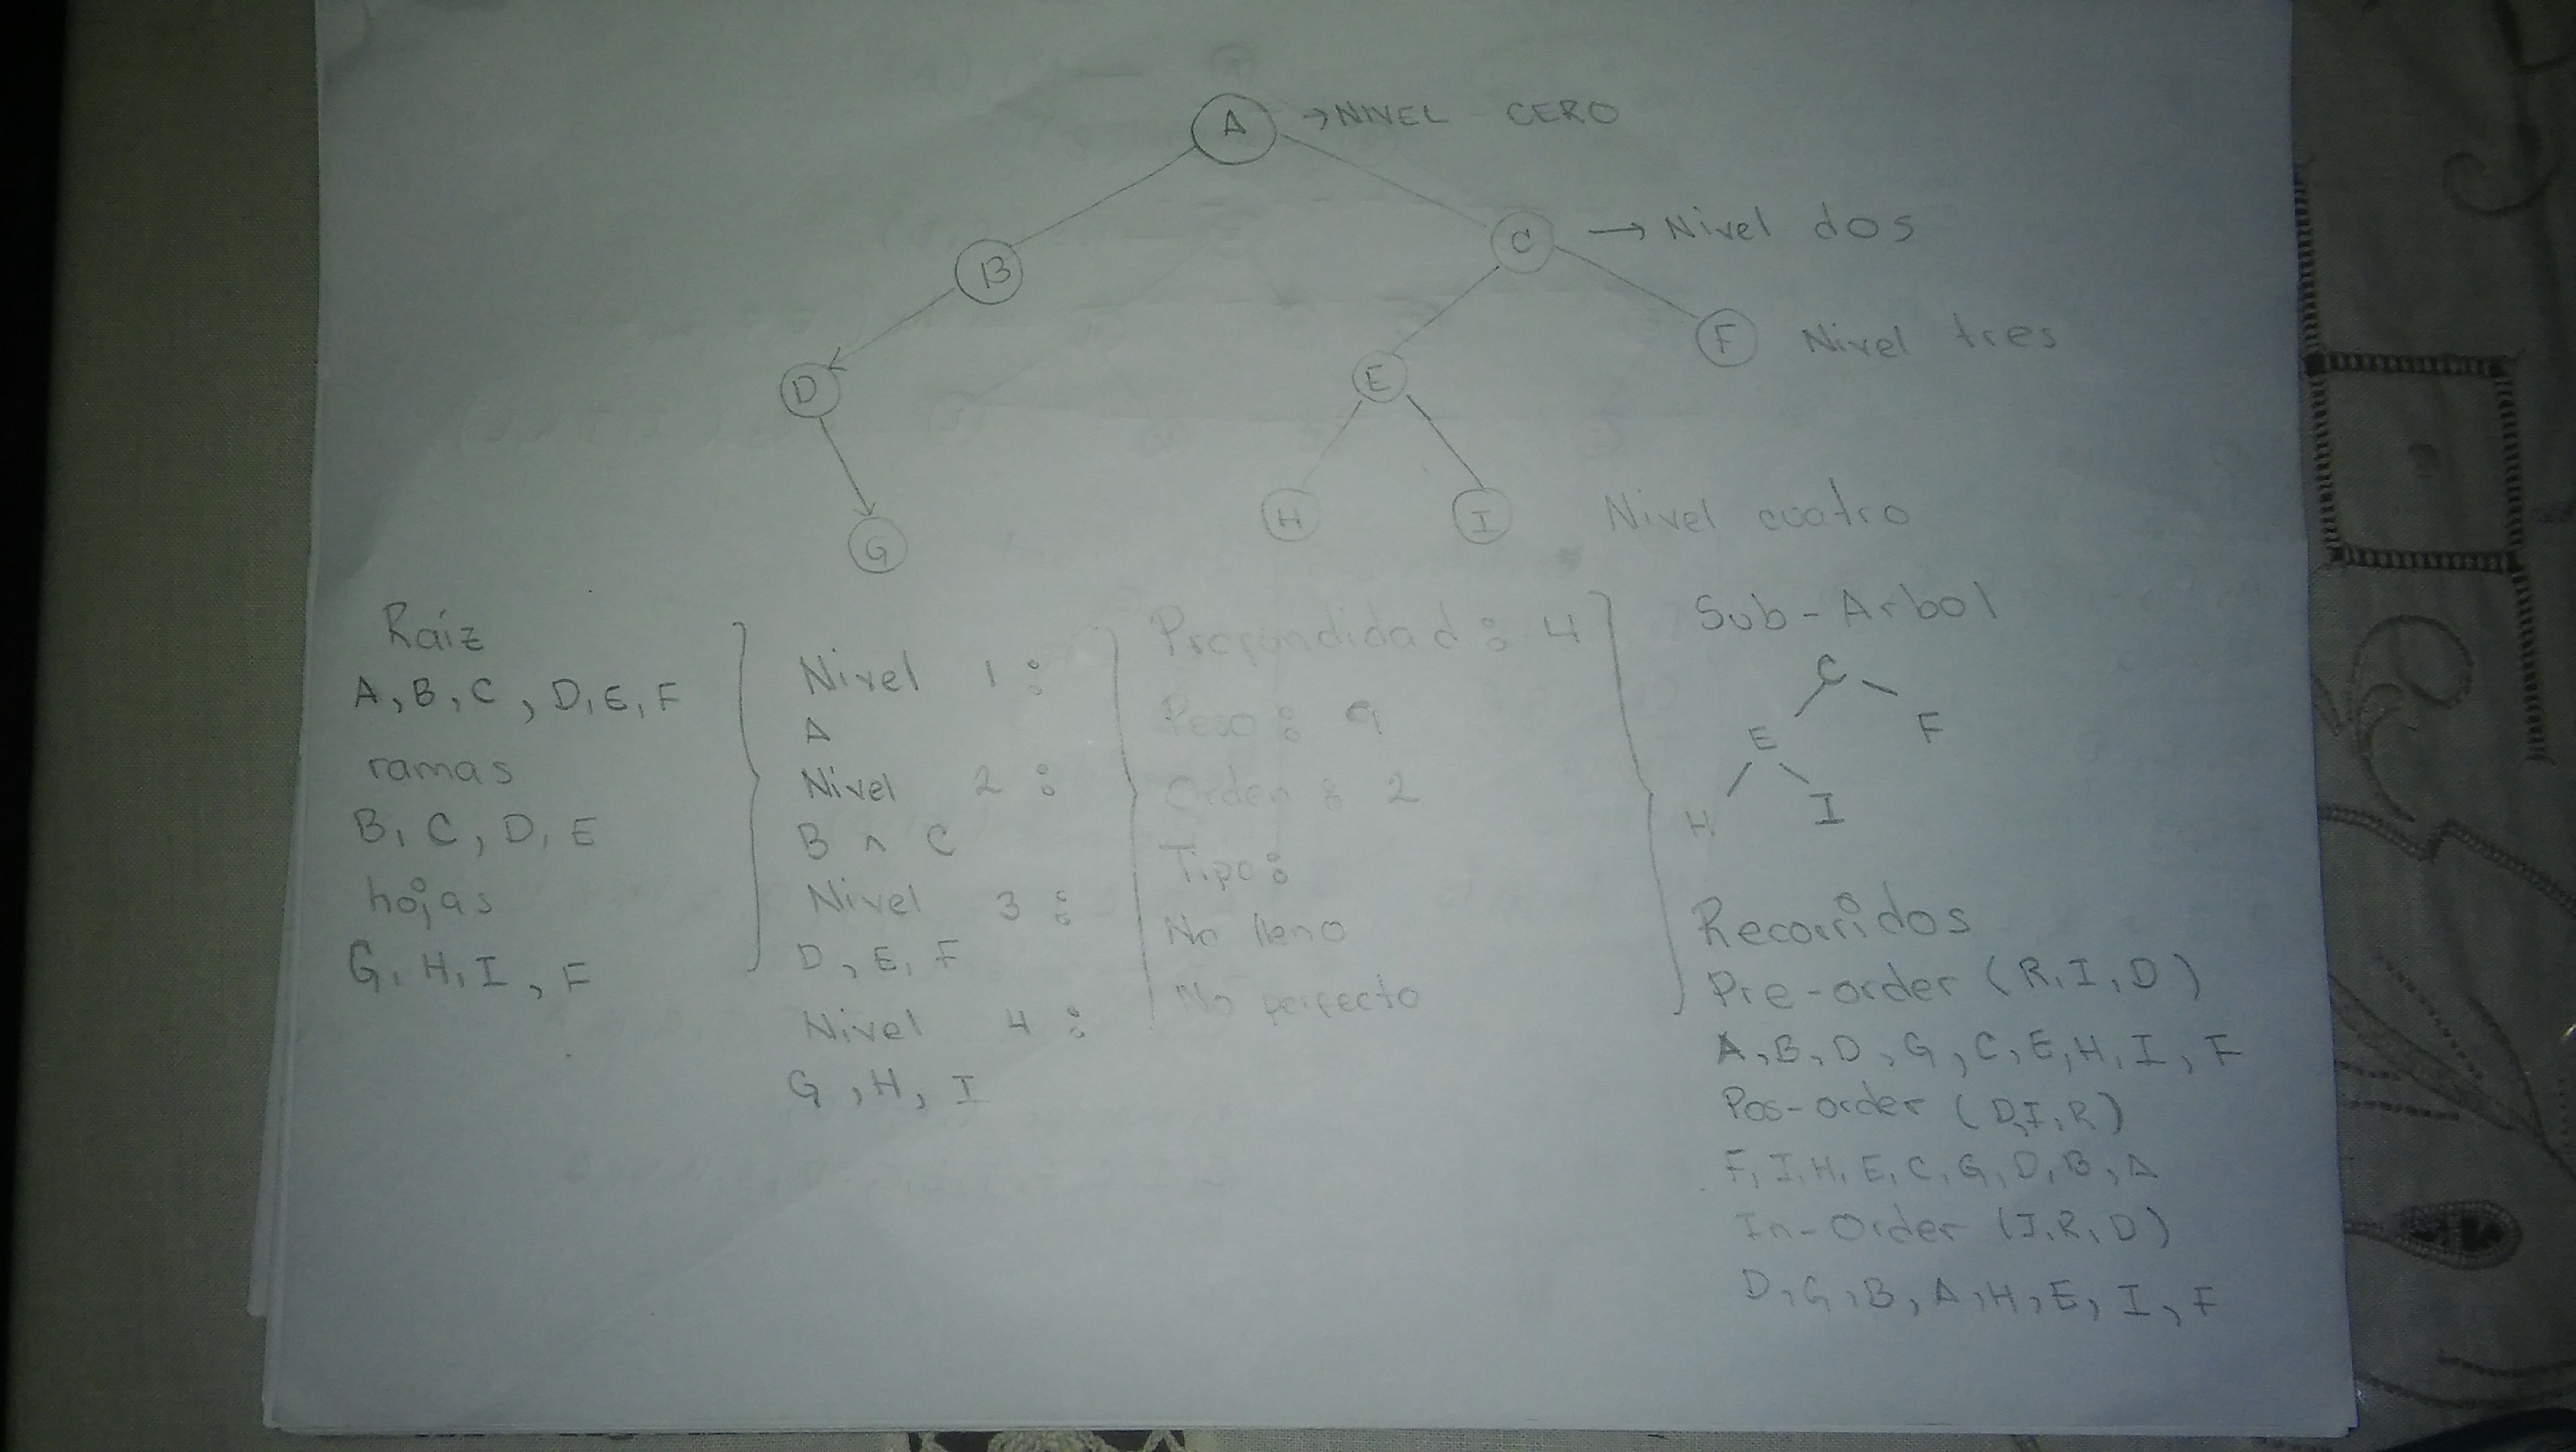 A → NIVEL - CERO
B
C → Nivel dos
D
E
F Nivel tres
G
H
I Nivel cuatro
Raíz
A, B, C, D, E, F
ramas
B, C, D, E
hojas
G, H, I, F
Nivel 1:
A
Nivel 2:
B ^ C
Nivel 3:
D, E, F
Nivel 4:
G, H, I
Profundidad: 4
Peso: 9
Orden: 2
Tipo:
No lleno
No perfecto
Sub-Arbol
C - F
E
H I
Recorridos
Pre-order (R, I, D)
A, B, D, G, C, E, H, I, F
Pos-order (D, I, R)
F, I, H, E, C, G, D, B, A
In-Order (I, R, D)
D, G, B, A, H, E, I, F